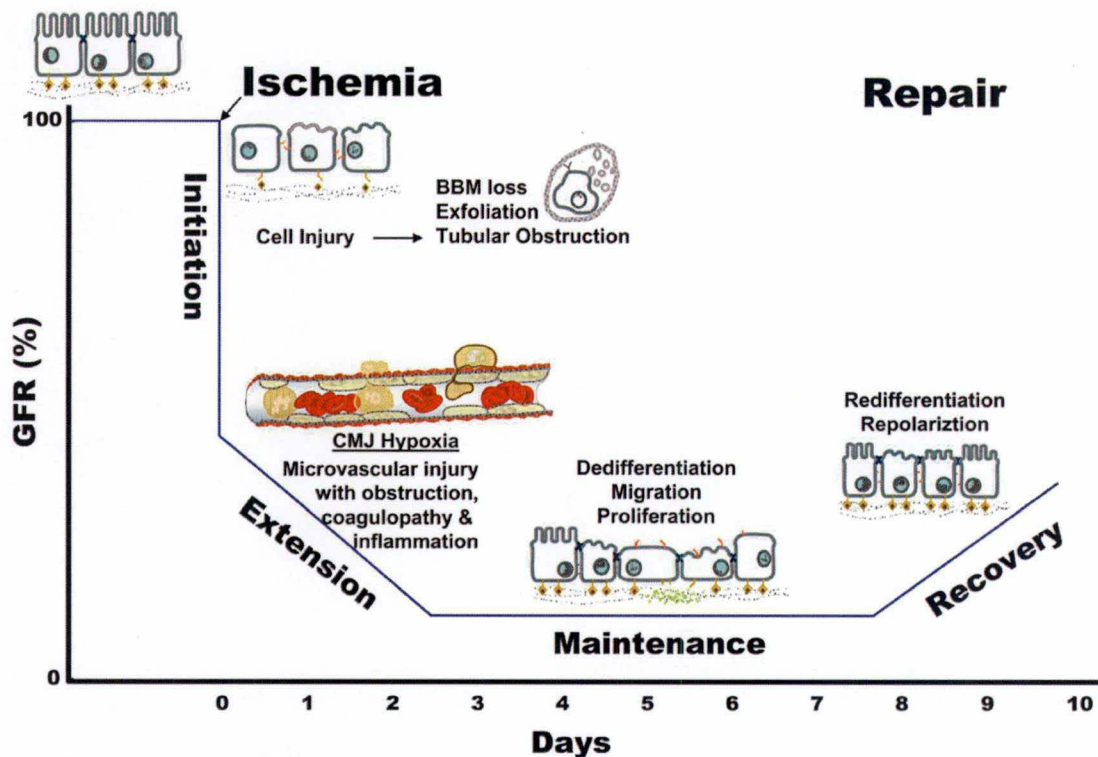 Ischemia
Repair
100
Initiation
BBM loss
Exfoliation
Cell Injury
Tubular Obstruction
GFR (%)
CMJ Hypoxia
Microvascular injury
with obstruction,
coagulopathy &
inflammation
Extension
Dedifferentiation
Migration
Proliferation
Redifferentiation
Repolariztion
Maintenance
Recovery
0
0 1 2 3 4 5 6 7 8 9 10
Days